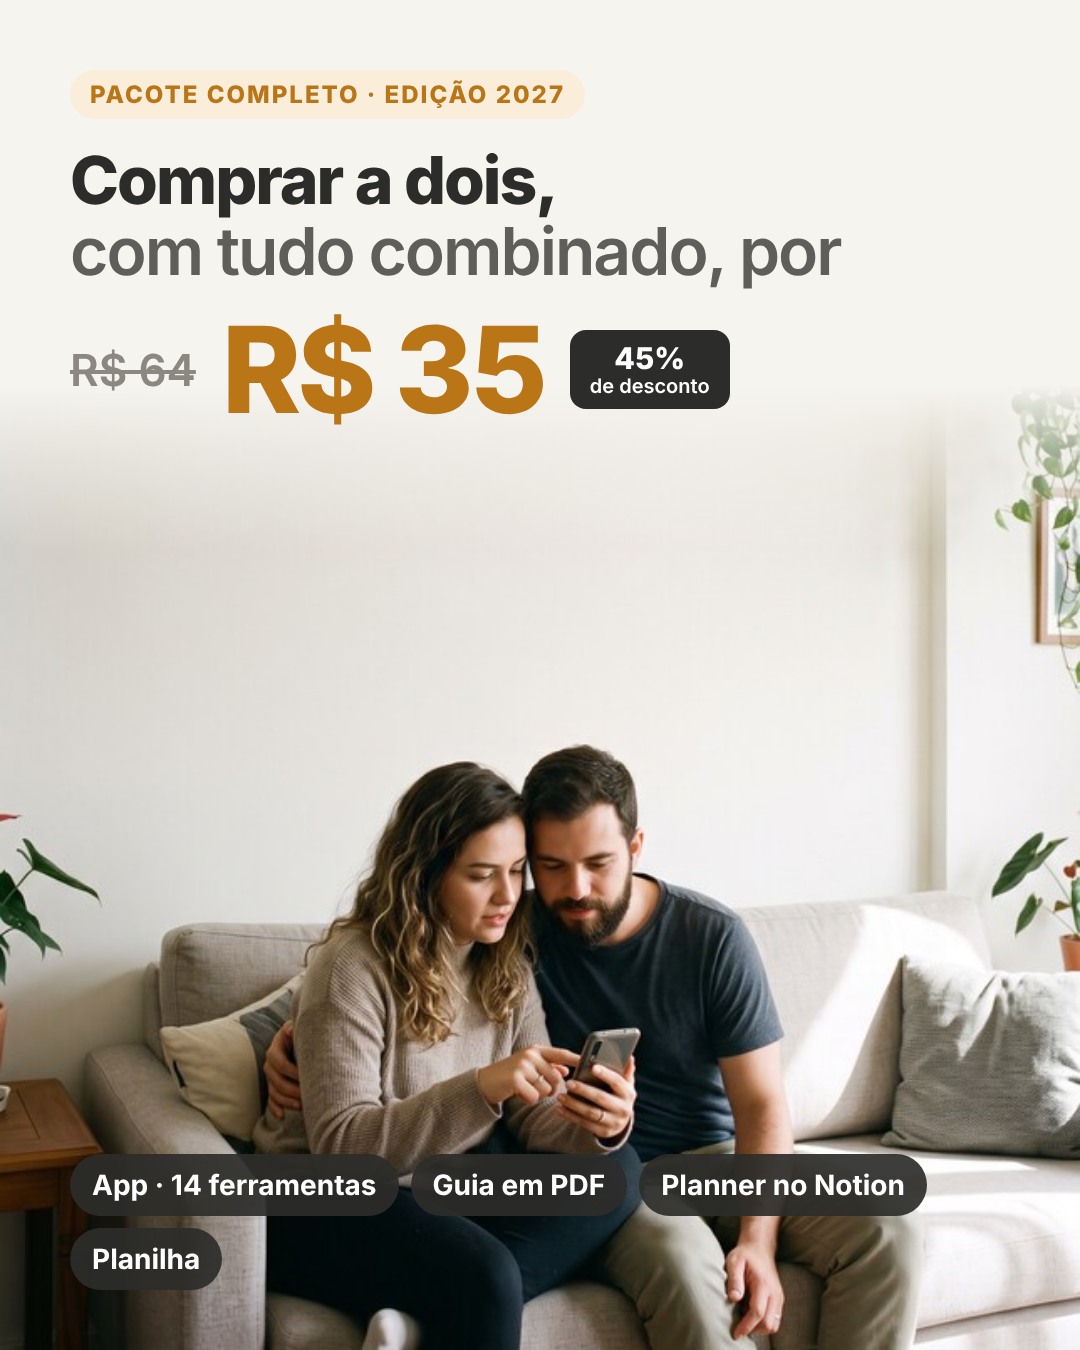 PACOTE COMPLETO · EDIÇÃO 2027
Comprar a dois,
com tudo combinado, por
R$ 64 R$ 35 45%
de desconto
App · 14 ferramentas Guia em PDF Planner no Notion
Planilha